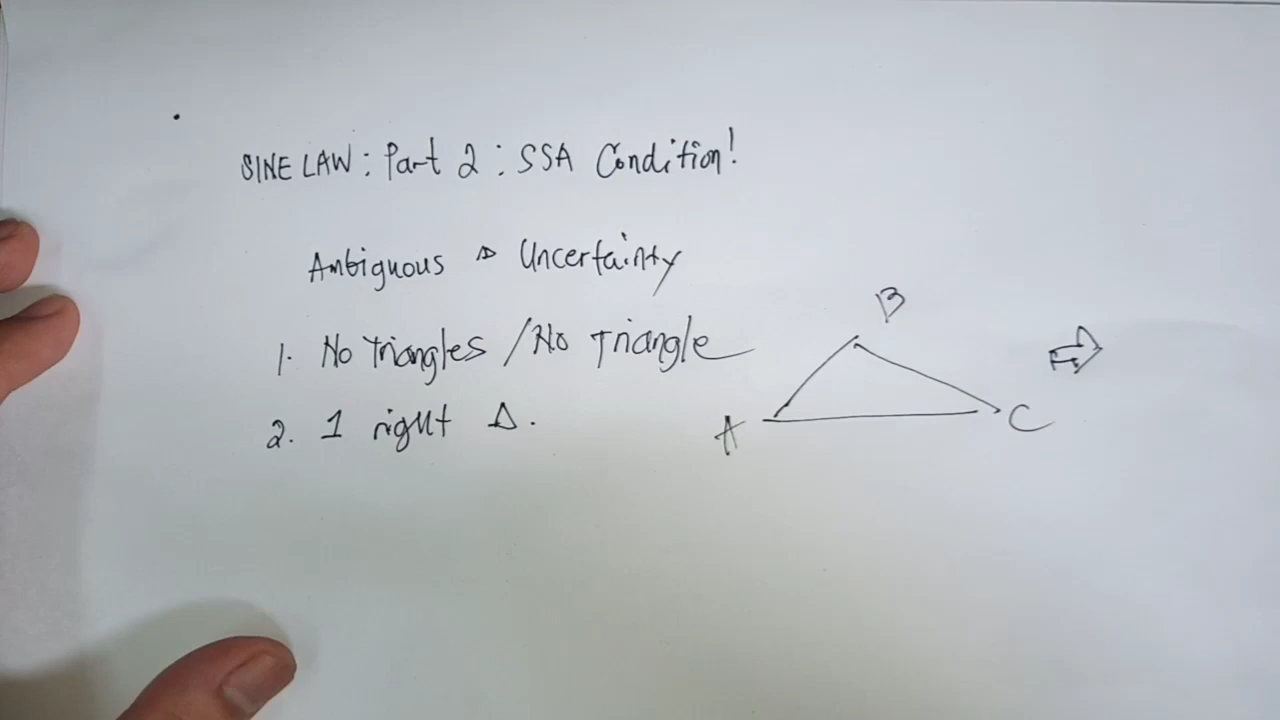 SINE LAW : Part 2 : SSA Condition!
Ambiguous → Uncertainty
1. No Triangles / No Triangle
2. 1 right Δ.
B
A
C